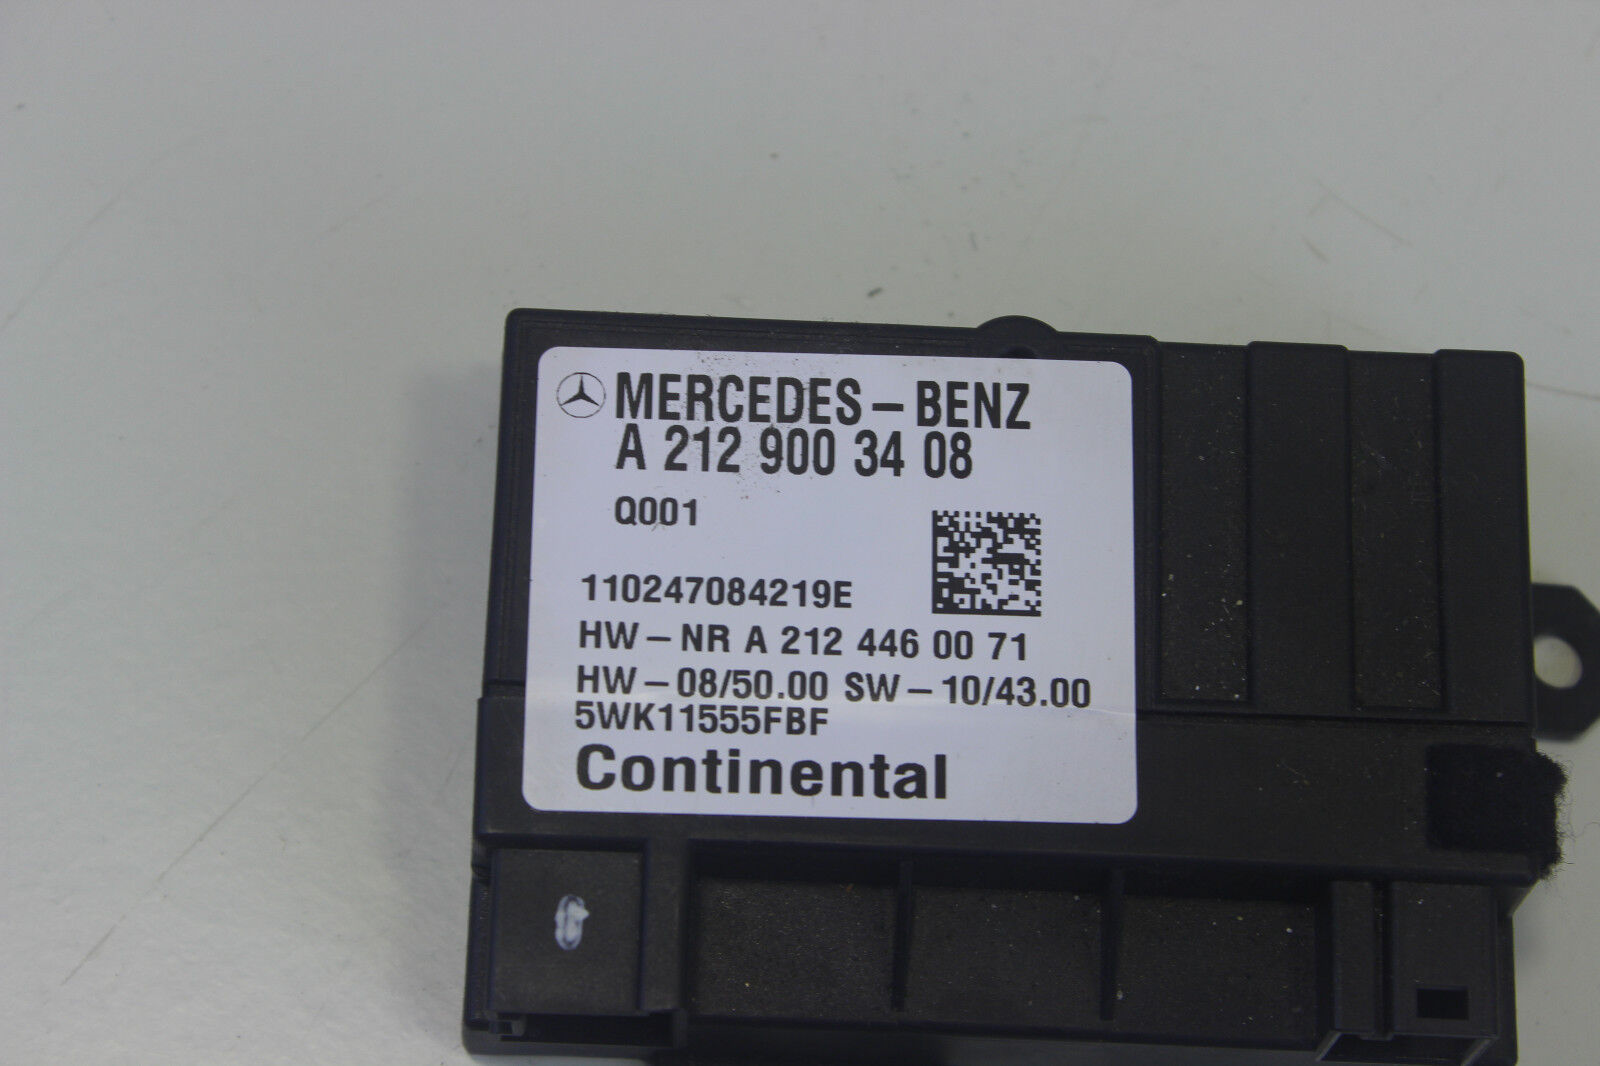 MERCEDES-BENZ
A 212 900 34 08
Q001
110247084219E
HW-NR A 212 446 00 71
HW-08/50.00 SW-10/43.00
5WK11555FBF
Continental